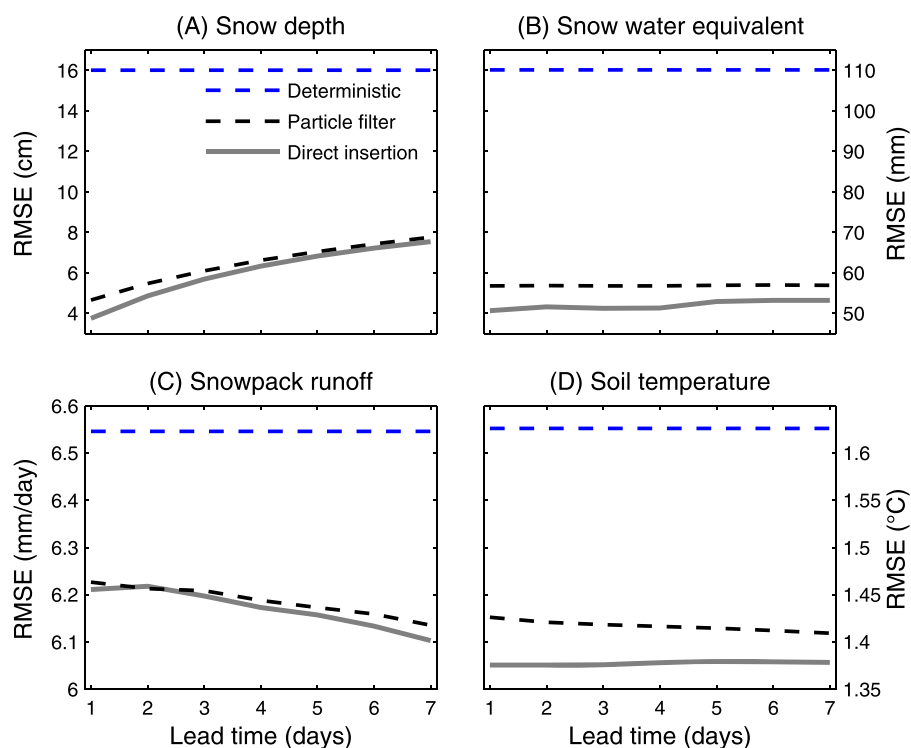 (A) Snow depth
(B) Snow water equivalent
RMSE (cm)
16
14
12
10
8
6
4
Deterministic
Particle filter
Direct insertion
110
100
90
80
70
60
50
RMSE (mm)
(C) Snowpack runoff
(D) Soil temperature
RMSE (mm/day)
6.6
6.5
6.4
6.3
6.2
6.1
6
1 2 3 4 5 6 7
Lead time (days)
1.6
1.55
1.5
1.45
1.4
1.35
RMSE (°C)
1 2 3 4 5 6 7
Lead time (days)